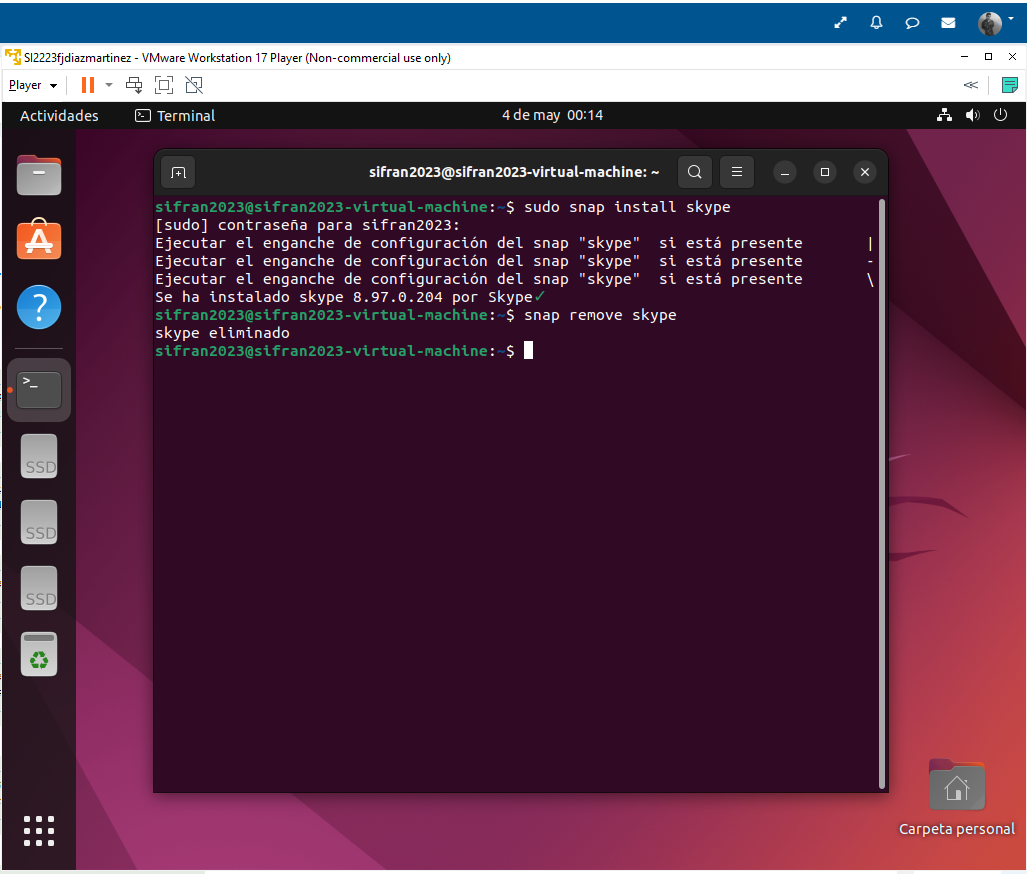 SI2223fjdiazmartinez - VMware Workstation 17 Player (Non-commercial use only)
Player
Actividades
Terminal
4 de may 00:14
sifran2023@sifran2023-virtual-machine: ~
sifran2023@sifran2023-virtual-machine:~$ sudo snap install skype
[sudo] contraseña para sifran2023:
Ejecutar el enganche de configuración del snap "skype"  si está presente |
Ejecutar el enganche de configuración del snap "skype"  si está presente -
Ejecutar el enganche de configuración del snap "skype"  si está presente \
Se ha instalado skype 8.97.0.204 por Skype✓
sifran2023@sifran2023-virtual-machine:~$ snap remove skype
skype eliminado
sifran2023@sifran2023-virtual-machine:~$
SSD
SSD
SSD
Carpeta personal